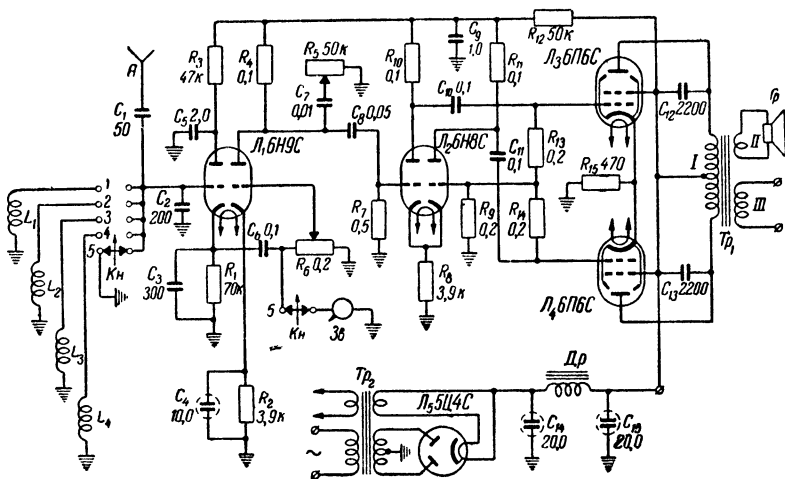 A
C₁
50
R₃
47к
R₄
0,1
R₅ 50к
C₇
0,01
C₅ 2,0
C₈ 0,05
Л₁ 6Н9С
R₁₀
0,1
C₉
1,0
R₁₁
0,1
R₁₂ 50к
C₁₀ 0,1
Л₂ 6Н8С
C₁₁
0,1
R₁₃
0,2
R₁₄
0,2
Л₃ 6П6С
C₁₂ 2200
R₁₅ 470
Л₄ 6П6С
C₁₃ 2200
I
II
III
Тр₁
Гр
1
2
3
4
5
Кн
L₁
L₂
L₃
L₄
C₂
200
C₃
300
R₁
70к
C₆ 0,1
R₆ 0,2
5
Кн
Зв
R₇
0,5
R₈
3,9к
R₉
0,2
C₄
10,0
R₂
3,9к
Тр₂
~
Л₅ 5Ц4С
Др
C₁₄
20,0
C₁₅
20,0